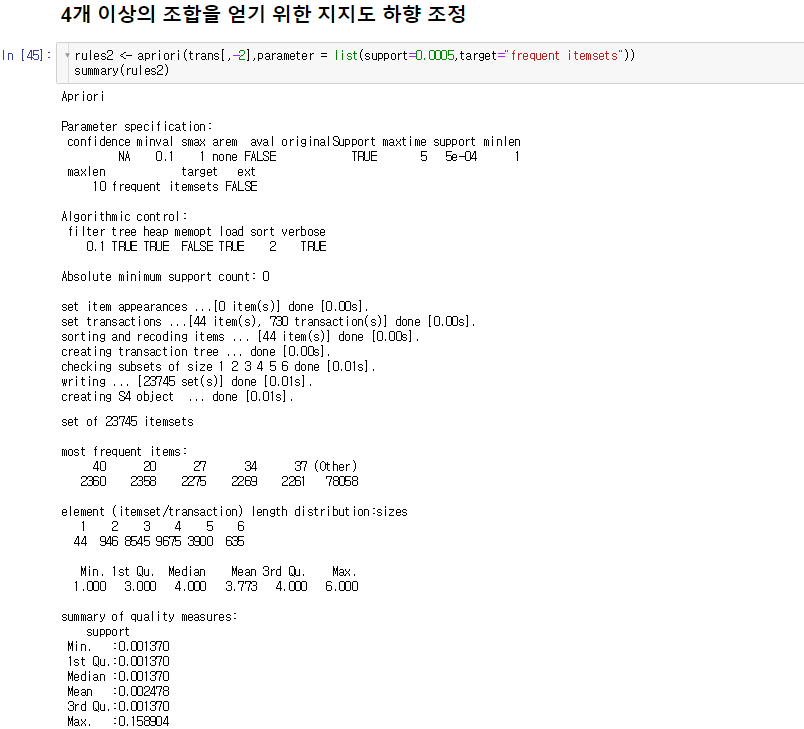 4개 이상의 조합을 얻기 위한 지지도 하향 조정
In [45]:
rules2 <- apriori(trans[,-2],parameter = list(support=0.0005,target="frequent itemsets"))
summary(rules2)
Apriori
Parameter specification:
confidence minval smax arem aval originalSupport maxtime support minlen
NA 0.1 1 none FALSE TRUE 5 5e-04 1
maxlen target ext
10 frequent itemsets FALSE
Algorithmic control:
filter tree heap memopt load sort verbose
0.1 TRUE TRUE FALSE TRUE 2 TRUE
Absolute minimum support count: 0
set item appearances ...[0 item(s)] done [0.00s].
set transactions ...[44 item(s), 730 transaction(s)] done [0.00s].
sorting and recoding items ... [44 item(s)] done [0.00s].
creating transaction tree ... done [0.00s].
checking subsets of size 1 2 3 4 5 6 done [0.01s].
writing ... [23745 set(s)] done [0.01s].
creating S4 object ... done [0.01s].
set of 23745 itemsets
most frequent items:
40 20 27 34 37 (Other)
2360 2358 2275 2269 2261 78058
element (itemset/transaction) length distribution:sizes
1 2 3 4 5 6
44 946 8545 9675 3900 635
Min. 1st Qu. Median Mean 3rd Qu. Max.
1.000 3.000 4.000 3.773 4.000 6.000
summary of quality measures:
support
Min. :0.001370
1st Qu.:0.001370
Median :0.001370
Mean :0.002478
3rd Qu.:0.001370
Max. :0.158904